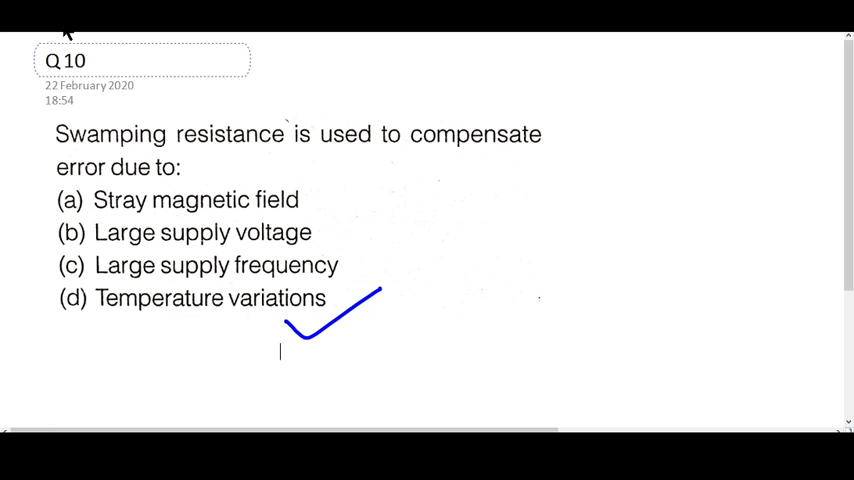 Q 10
22 February 2020
18:54
Swamping resistance is used to compensate
error due to:
(a) Stray magnetic field
(b) Large supply voltage
(c) Large supply frequency
(d) Temperature variations